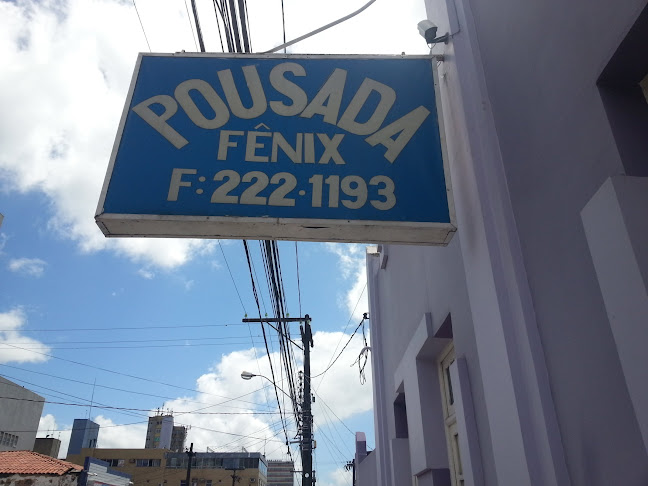 POUSADA
FÊNIX
F: 222-1193